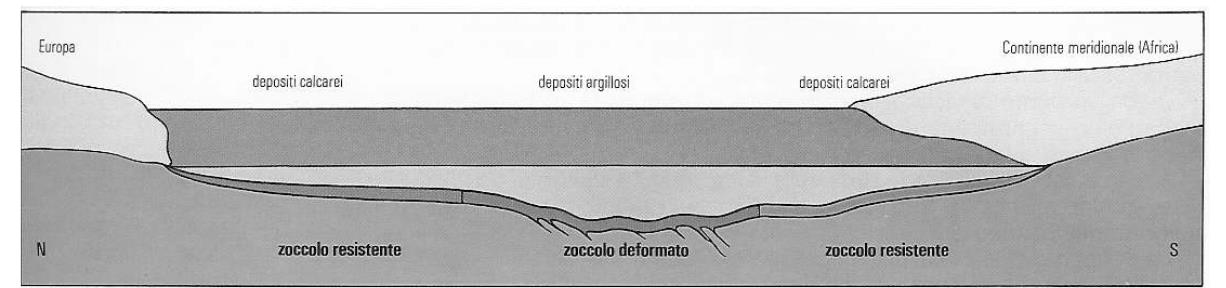 Europa
Continente meridionale (Africa)
depositi calcarei
depositi argillosi
depositi calcarei
N
zoccolo resistente
zoccolo deformato
zoccolo resistente
S